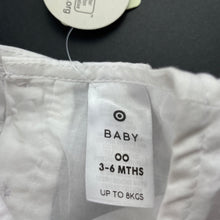 BABY
00
3-6 MTHS
UP TO 8KGS